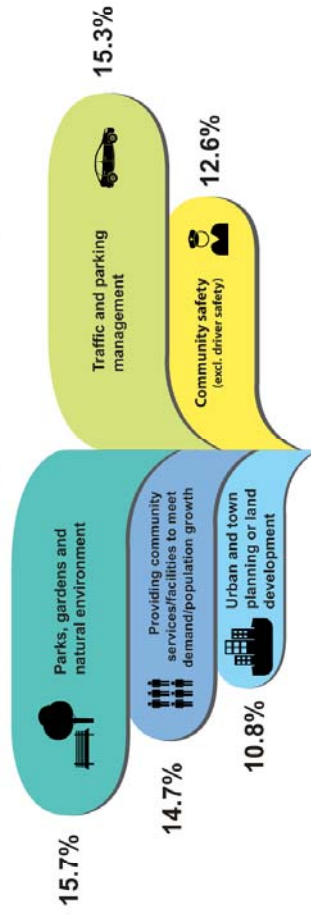 15.7%
Parks, gardens and
natural environment
14.7%
Providing community
services/facilities to meet
demand/population growth
10.8%
Urban and town
planning or land
development
Traffic and parking
management
15.3%
Community safety
(excl. driver safety)
12.6%